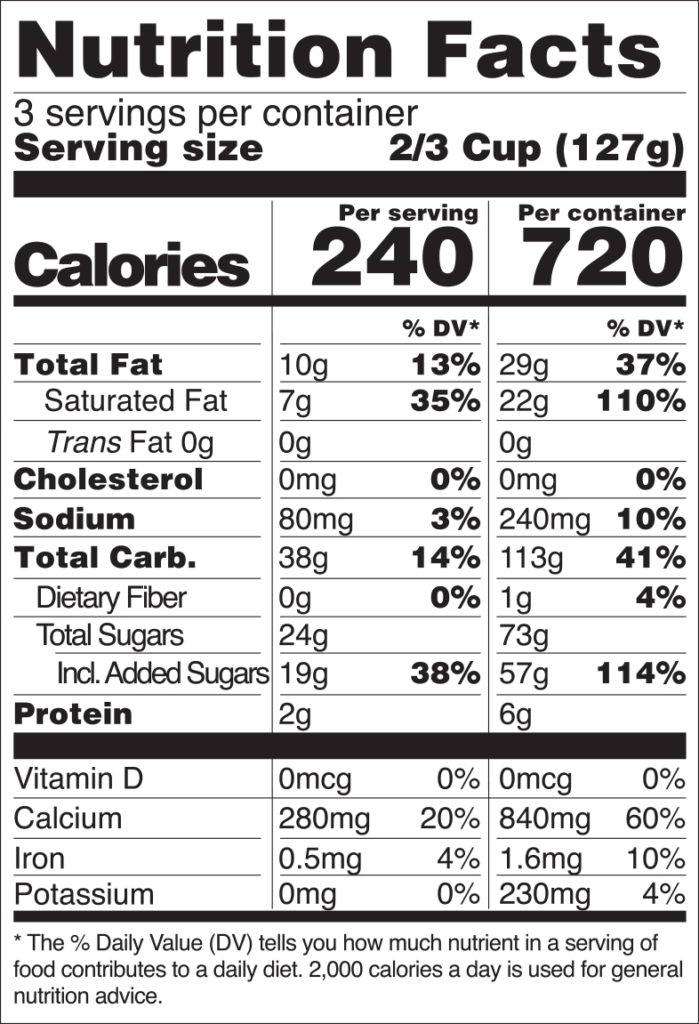 Nutrition Facts
3 servings per container
Serving size 2/3 Cup (127g)
Per serving Per container
Calories 240 720
% DV* % DV*
Total Fat 10g 13% 29g 37%
Saturated Fat 7g 35% 22g 110%
Trans Fat 0g 0g 0g
Cholesterol 0mg 0% 0mg 0%
Sodium 80mg 3% 240mg 10%
Total Carb. 38g 14% 113g 41%
Dietary Fiber 0g 0% 1g 4%
Total Sugars 24g 73g
Incl. Added Sugars 19g 38% 57g 114%
Protein 2g 6g
Vitamin D 0mcg 0% 0mcg 0%
Calcium 280mg 20% 840mg 60%
Iron 0.5mg 4% 1.6mg 10%
Potassium 0mg 0% 230mg 4%
* The % Daily Value (DV) tells you how much nutrient in a serving of
food contributes to a daily diet. 2,000 calories a day is used for general
nutrition advice.